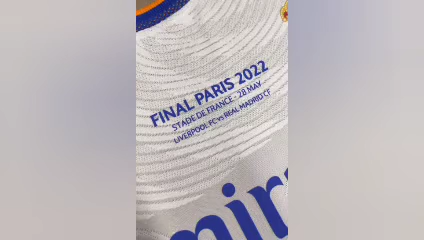 FINAL PARIS 2022
STADE DE FRANCE - 28 MAY
LIVERPOOL FC vs REAL MADRID CF